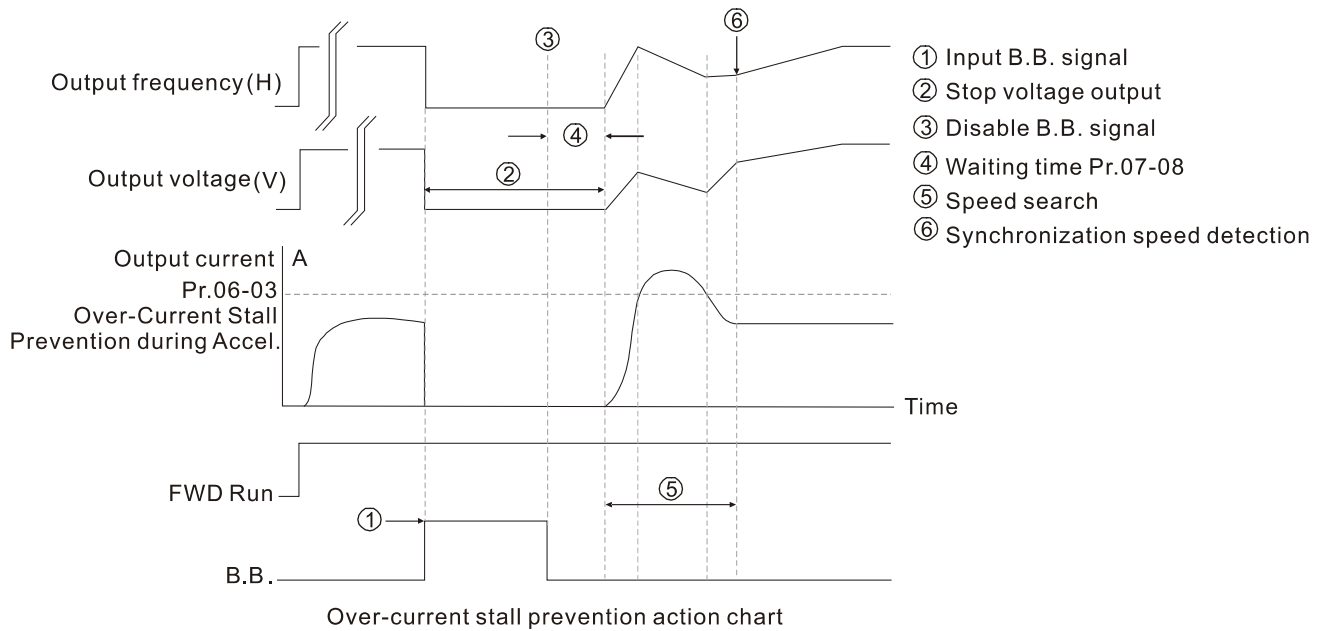 ⑥
③
① Input B.B. signal
Output frequency(H)
② Stop voltage output
③ Disable B.B. signal
④
④ Waiting time Pr.07-08
Output voltage(V)
②
⑤ Speed search
⑥ Synchronization speed detection
Output current
A
Pr.06-03
Over-Current Stall
Prevention during Accel.
Time
FWD Run
⑤
①
B.B.
Over-current stall prevention action chart